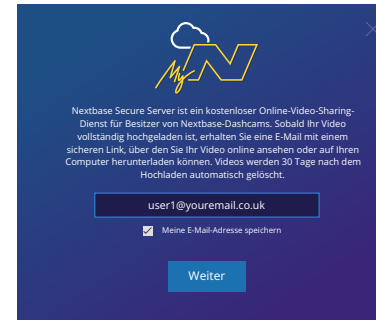 My N
Nextbase Secure Server ist ein kostenloser Online-Video-Sharing-
Dienst für Besitzer von Nextbase-Dashcams. Sobald Ihr Video
vollständig hochgeladen ist, erhalten Sie eine E-Mail mit einem
sicheren Link, über den Sie Ihr Video online ansehen oder auf Ihren
Computer herunterladen können. Videos werden 30 Tage nach dem
Hochladen automatisch gelöscht.
user1@youremail.co.uk
Meine E-Mail-Adresse speichern
Weiter